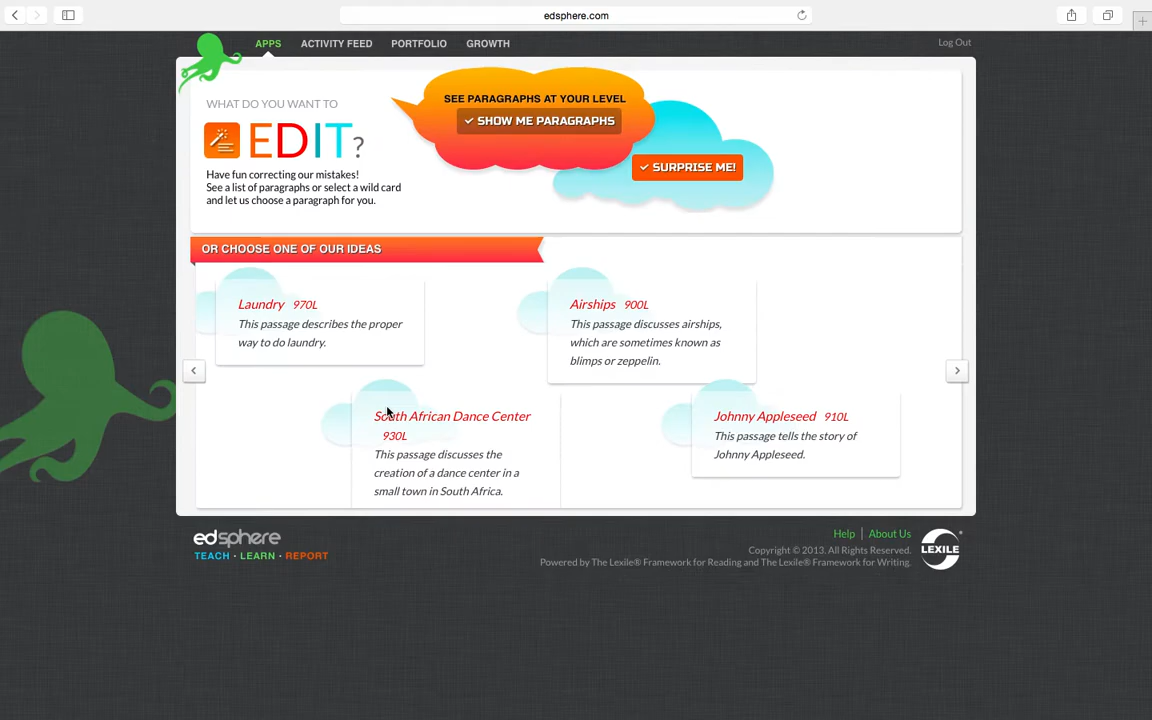 edsphere.com
APPS ACTIVITY FEED PORTFOLIO GROWTH Log Out
WHAT DO YOU WANT TO
EDIT?
Have fun correcting our mistakes!
See a list of paragraphs or select a wild card
and let us choose a paragraph for you.
SEE PARAGRAPHS AT YOUR LEVEL
SHOW ME PARAGRAPHS
SURPRISE ME!
OR CHOOSE ONE OF OUR IDEAS
Laundry 970L
This passage describes the proper
way to do laundry.
Airships 900L
This passage discusses airships,
which are sometimes known as
blimps or zeppelin.
South African Dance Center
930L
This passage discusses the
creation of a dance center in a
small town in South Africa.
Johnny Appleseed 910L
This passage tells the story of
Johnny Appleseed.
edsphere
TEACH · LEARN · REPORT
Help | About Us
Copyright © 2013. All Rights Reserved.
Powered by The Lexile® Framework for Reading and The Lexile® Framework for Writing.
LEXILE